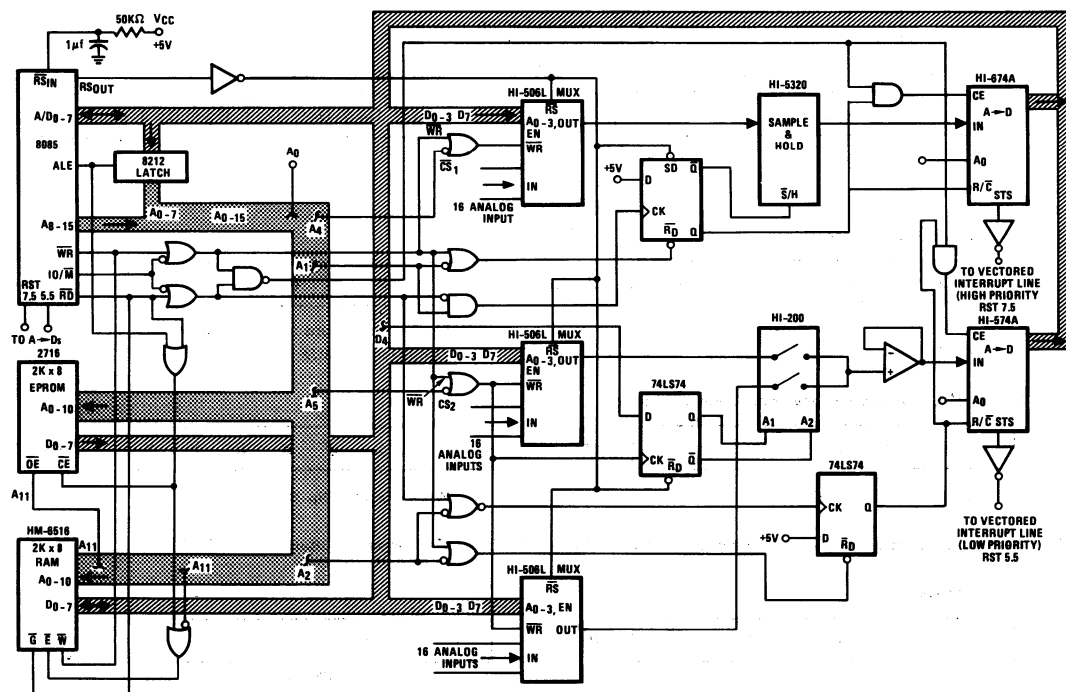 50KΩ VCC
1µf
+5V
RSIN
RSOUT
A/D0-7
8085
ALE
8212
LATCH
A8-15
A0-7
A0-15
A0
A4
A1
WR
IO/M
RST
7.5 5.5 RD
TO A→Ds
2716
2K x 8
EPROM
A0-10
D0-7
OE CE
A11
HM-6516
2K x 8
RAM
A11
A0-10
D0-7
G E W
A11
A5
A2
D4
HI-506L MUX
RS
D0-3 D7
A0-3, OUT
EN
WR
WR
CS1
IN
16 ANALOG
INPUT
HI-5320
SAMPLE
&
HOLD
S/H
+5V
SD Q
D
CK
RD Q
HI-674A
CE
A→D
IN
A0
R/C STS
TO VECTORED
INTERRUPT LINE
(HIGH PRIORITY)
RST 7.5
HI-506L MUX
RS
D0-3 D7
A0-3, OUT
EN
WR
WR CS2
IN
16
ANALOG
INPUTS
74LS74
D Q
CK RD Q
HI-200
A1 A2
-
+
HI-574A
CE
A→D
IN
A0
R/C STS
TO VECTORED
INTERRUPT LINE
(LOW PRIORITY)
RST 5.5
74LS74
CK Q
+5V D
RD
HI-506L MUX
RS
D0-3 D7
A0-3, EN
WR OUT
16 ANALOG
INPUTS
IN